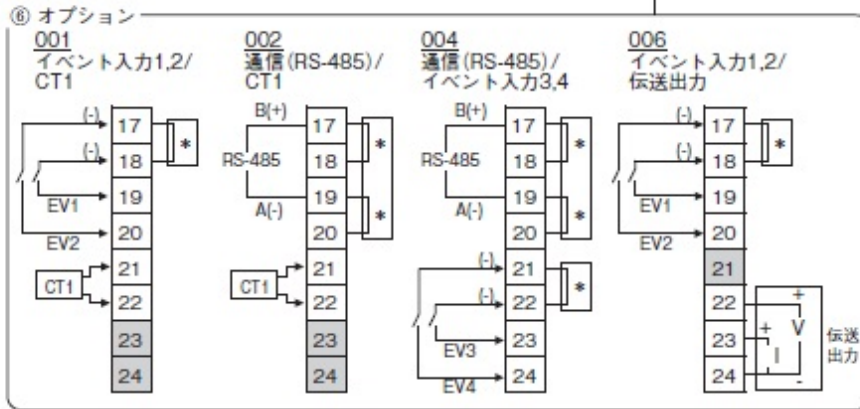 ⑥ オプション
001
イベント入力1,2/
CT1
(-)
(-)
EV1
EV2
CT1
17
18
19
20
21
22
23
24
*
002
通信(RS-485)/
CT1
B(+)
RS-485
A(-)
CT1
17
18
19
20
21
22
23
24
*
*
004
通信(RS-485)/
イベント入力3,4
B(+)
RS-485
A(-)
(-)
(-)
EV3
EV4
17
18
19
20
21
22
23
24
*
*
*
006
イベント入力1,2/
伝送出力
(-)
(-)
EV1
EV2
17
18
19
20
21
22
23
24
*
+
+
V
I
-
伝送
出力